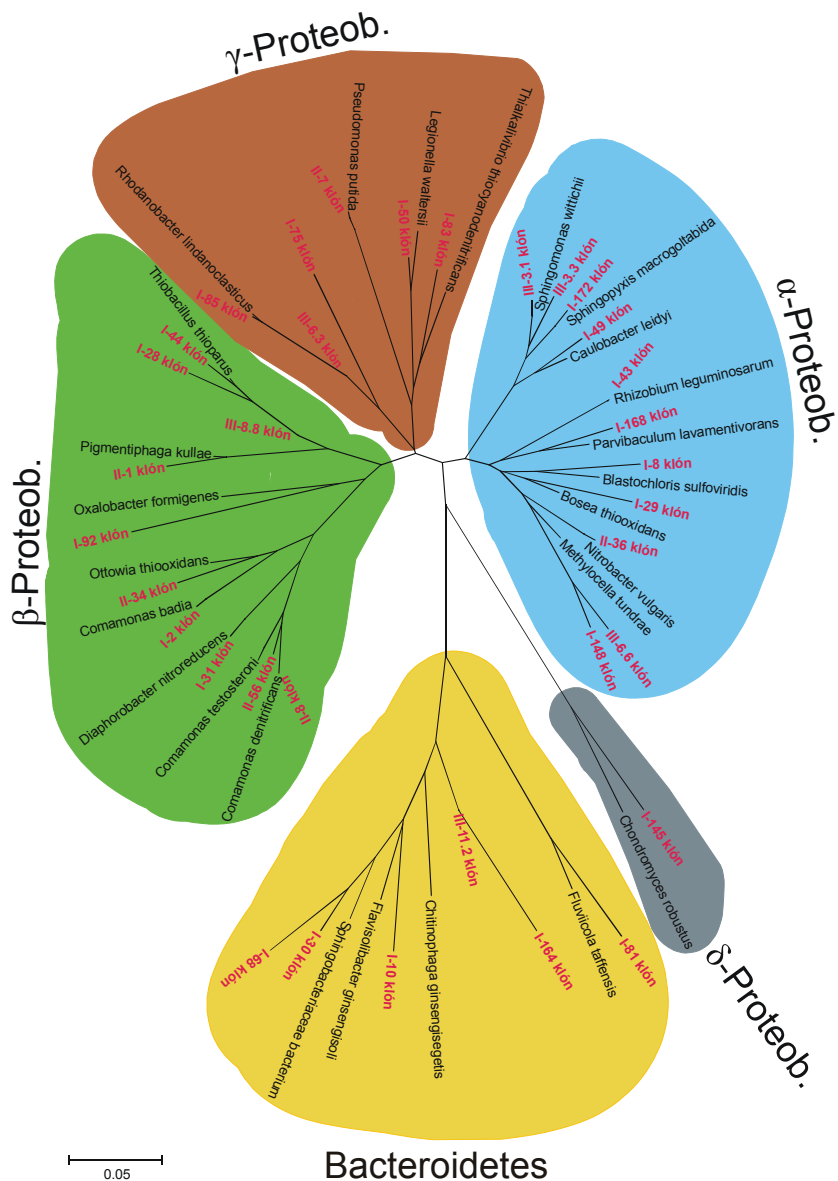 γ-Proteob.
Rhodanobacter lindanoclasticus
I-85 klón
III-6.3 klón
I-75 klón
II-7 klón
Pseudomonas putida
I-50 klón
Legionella waltersii
I-83 klón
Thialkalivibrio thiocyanodenitrificans
α-Proteob.
III-3.1 klón
Sphingomonas wittichii
III-3.3 klón
I-172 klón
Sphingopyxis macrogoltabida
I-49 klón
Caulobacter leidyi
I-43 klón
Rhizobium leguminosarum
I-168 klón
Parvibaculum lavamentivorans
I-8 klón
Blastochloris sulfoviridis
I-29 klón
Bosea thiooxidans
II-36 klón
Nitrobacter vulgaris
Methylocella tundrae
III-6.6 klón
I-148 klón
β-Proteob.
Thiobacillus thioparus
I-44 klón
I-28 klón
III-8.8 klón
Pigmentiphaga kullae
II-1 klón
Oxalobacter formigenes
I-92 klón
Ottowia thiooxidans
II-34 klón
Comamonas badia
I-2 klón
Diaphorobacter nitroreducens
I-31 klón
Comamonas testosteroni
II-56 klón
Comamonas denitrificans
II-8 klón
δ-Proteob.
I-145 klón
Chondromyces robustus
I-68 klón
I-30 klón
Sphingobacteriaceae bacterium
Flavisolibacter ginsengisoli
I-10 klón
Chitinophaga ginsengisegetis
III-11.2 klón
I-164 klón
Fluviicola taffensis
I-81 klón
Bacteroidetes
0.05